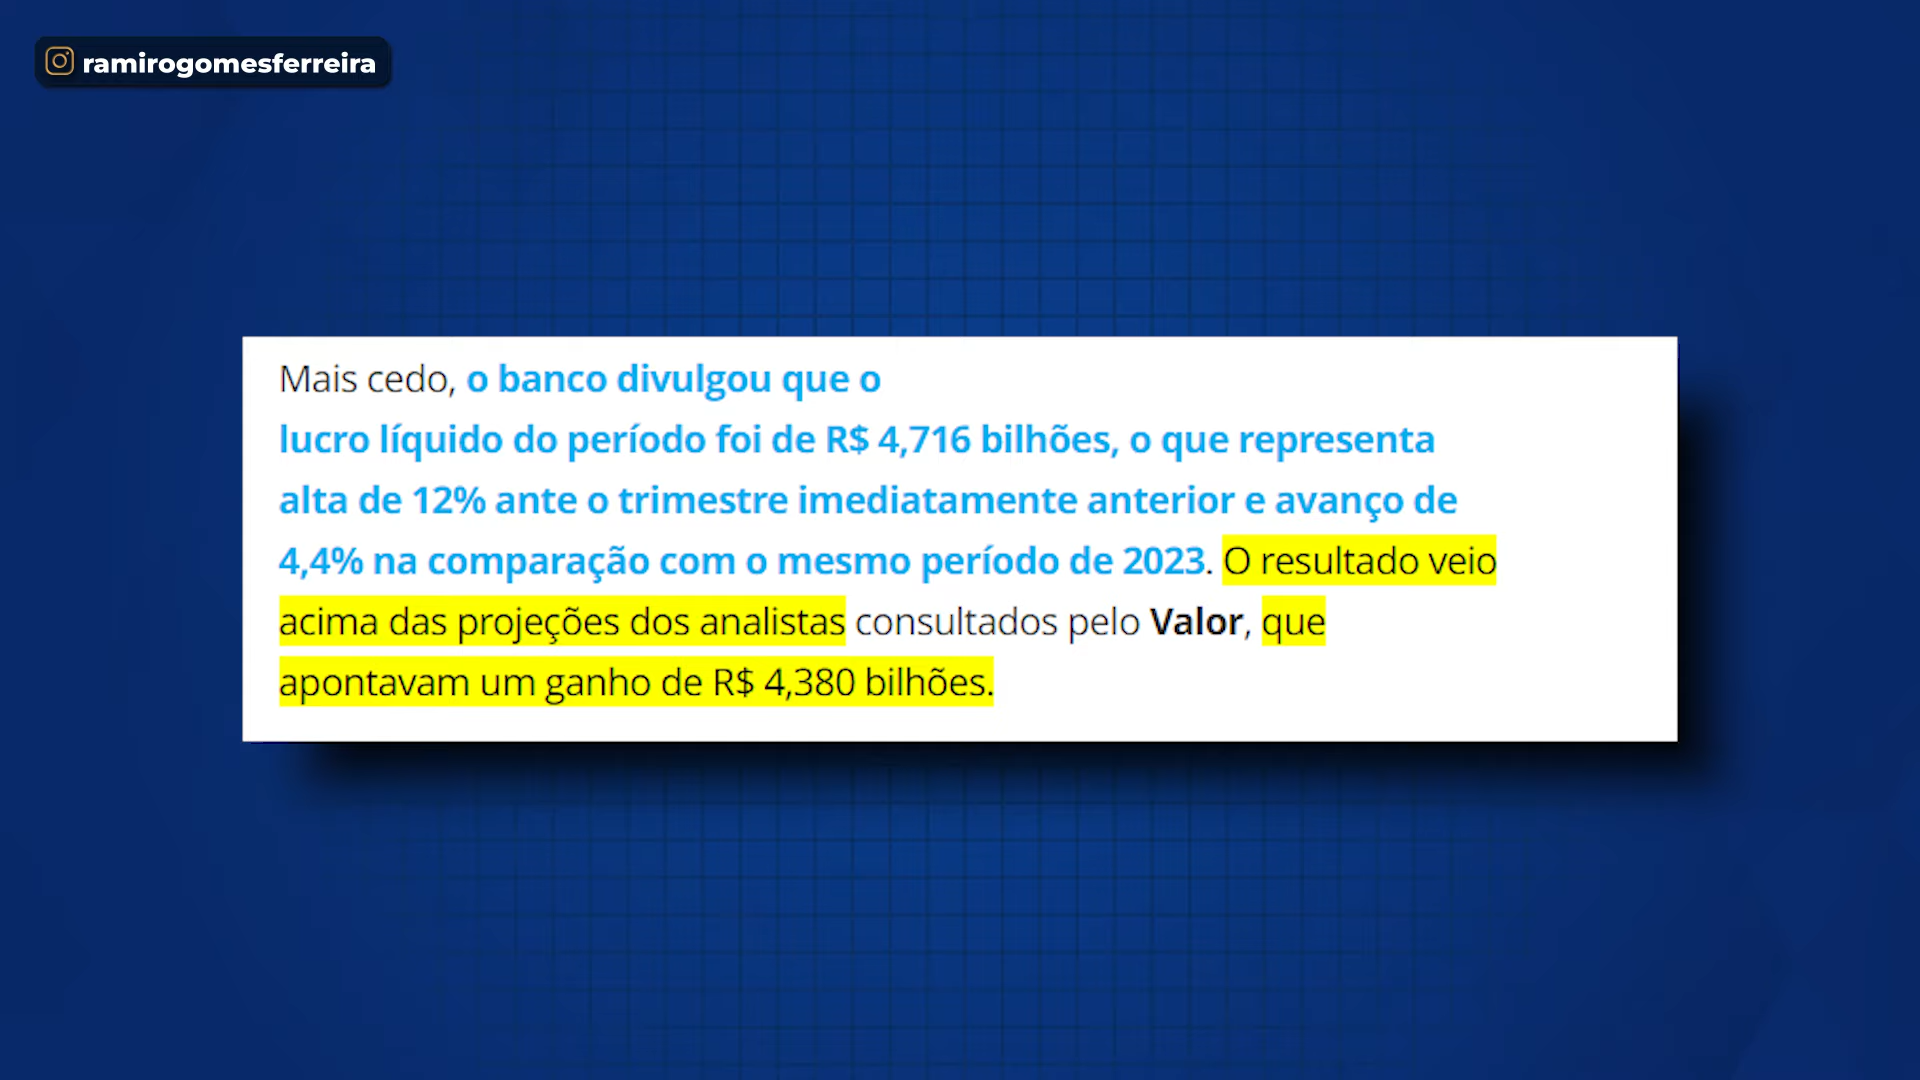 ramirogomesferreira
Mais cedo, o banco divulgou que o
lucro líquido do período foi de R$ 4,716 bilhões, o que representa
alta de 12% ante o trimestre imediatamente anterior e avanço de
4,4% na comparação com o mesmo período de 2023. O resultado veio
acima das projeções dos analistas consultados pelo Valor, que
apontavam um ganho de R$ 4,380 bilhões.